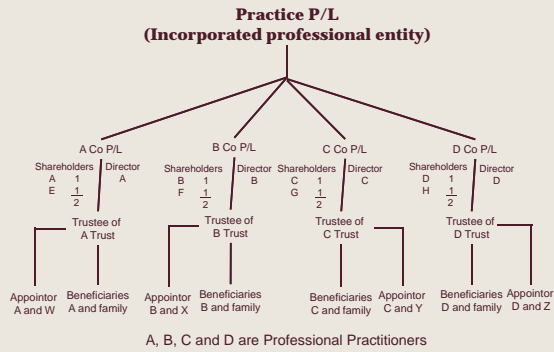 Practice P/L
(Incorporated professional entity)
A Co P/L
Shareholders Director
A 1 A
E 1
2
Trustee of
A Trust
Appointor
A and W
Beneficiaries
A and family
B Co P/L
Shareholders Director
B 1 B
F 1
2
Trustee of
B Trust
Appointor
B and X
Beneficiaries
B and family
C Co P/L
Shareholders Director
C 1 C
G 1
2
Trustee of
C Trust
Beneficiaries
C and family
Appointor
C and Y
D Co P/L
Shareholders Director
D 1 D
H 1
2
Trustee of
D Trust
Beneficiaries
D and family
Appointor
D and Z
A, B, C and D are Professional Practitioners